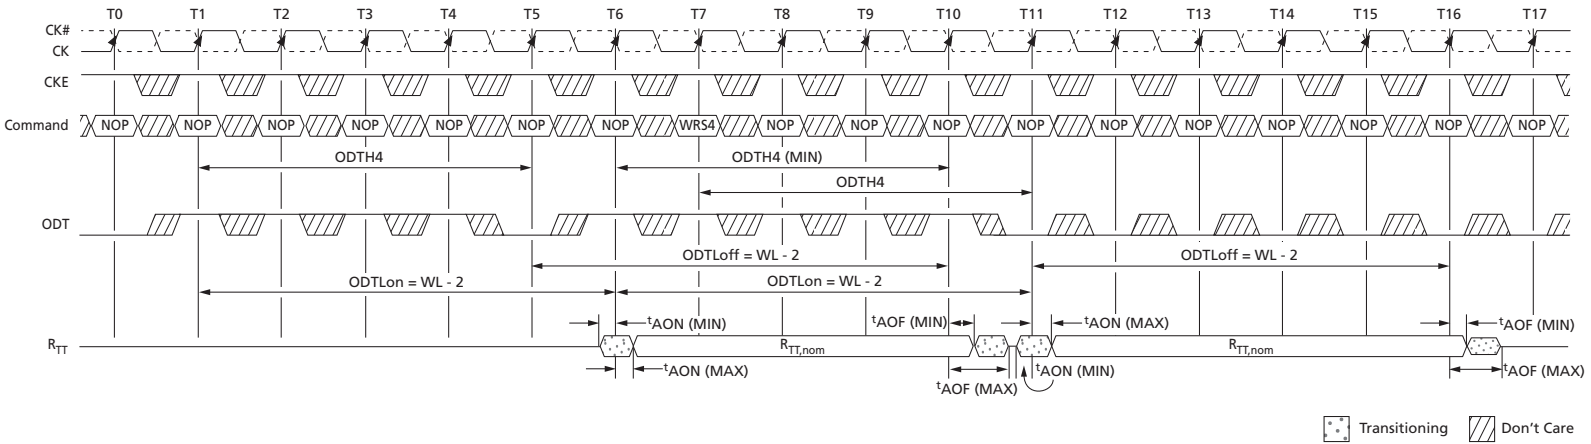 T0 T1 T2 T3 T4 T5 T6 T7 T8 T9 T10 T11 T12 T13 T14 T15 T16 T17
CK#
CK
CKE
Command NOP NOP NOP NOP NOP NOP NOP WRS4 NOP NOP NOP NOP NOP NOP NOP NOP NOP NOP
ODTH4 ODTH4 (MIN)
ODTH4
ODT
ODTLoff = WL - 2 ODTLoff = WL - 2
ODTLon = WL - 2 ODTLon = WL - 2
tAON (MIN) tAOF (MIN) tAON (MAX) tAOF (MIN)
RTT RTT,nom RTT,nom
tAON (MAX) tAON (MIN) tAOF (MAX)
tAOF (MAX)
Transitioning Don't Care